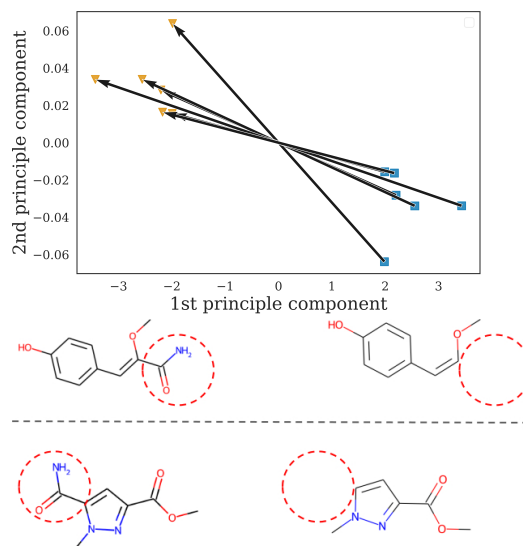 0.06
0.04
0.02
0.00
−0.02
−0.04
−0.06
2nd principle component
−3 −2 −1 0 1 2 3
1st principle component
HO O NH₂ O
HO O
NH₂ O N N O O
N N O O